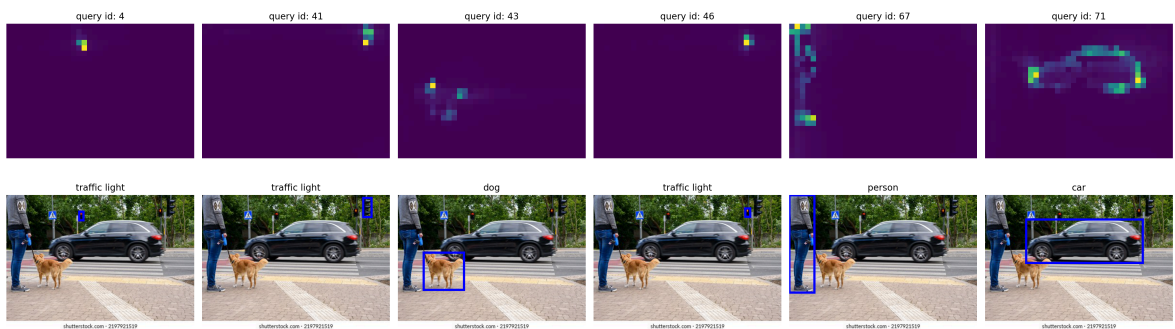 query id: 4
query id: 41
query id: 43
query id: 46
query id: 67
query id: 71
traffic light
traffic light
dog
traffic light
person
car
shutterstock.com · 2197921519
shutterstock.com · 2197921519
shutterstock.com · 2197921519
shutterstock.com · 2197921519
shutterstock.com · 2197921519
shutterstock.com · 2197921519